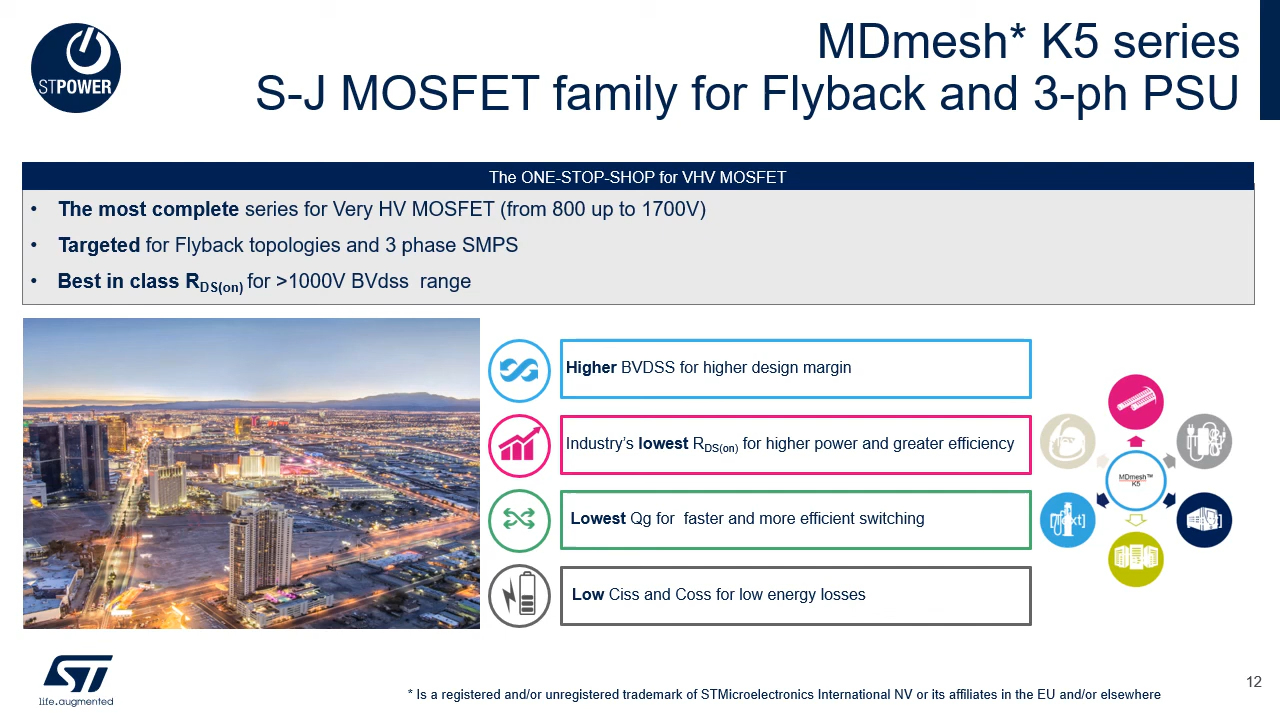 STPOWER
MDmesh* K5 series
S-J MOSFET family for Flyback and 3-ph PSU
The ONE-STOP-SHOP for VHV MOSFET
• The most complete series for Very HV MOSFET (from 800 up to 1700V)
• Targeted for Flyback topologies and 3 phase SMPS
• Best in class RDS(on) for >1000V BVdss range
Higher BVDSS for higher design margin
Industry's lowest RDS(on) for higher power and greater efficiency
Lowest Qg for faster and more efficient switching
Low Ciss and Coss for low energy losses
MDmesh™
K5
ST
life.augmented
* Is a registered and/or unregistered trademark of STMicroelectronics International NV or its affiliates in the EU and/or elsewhere
12